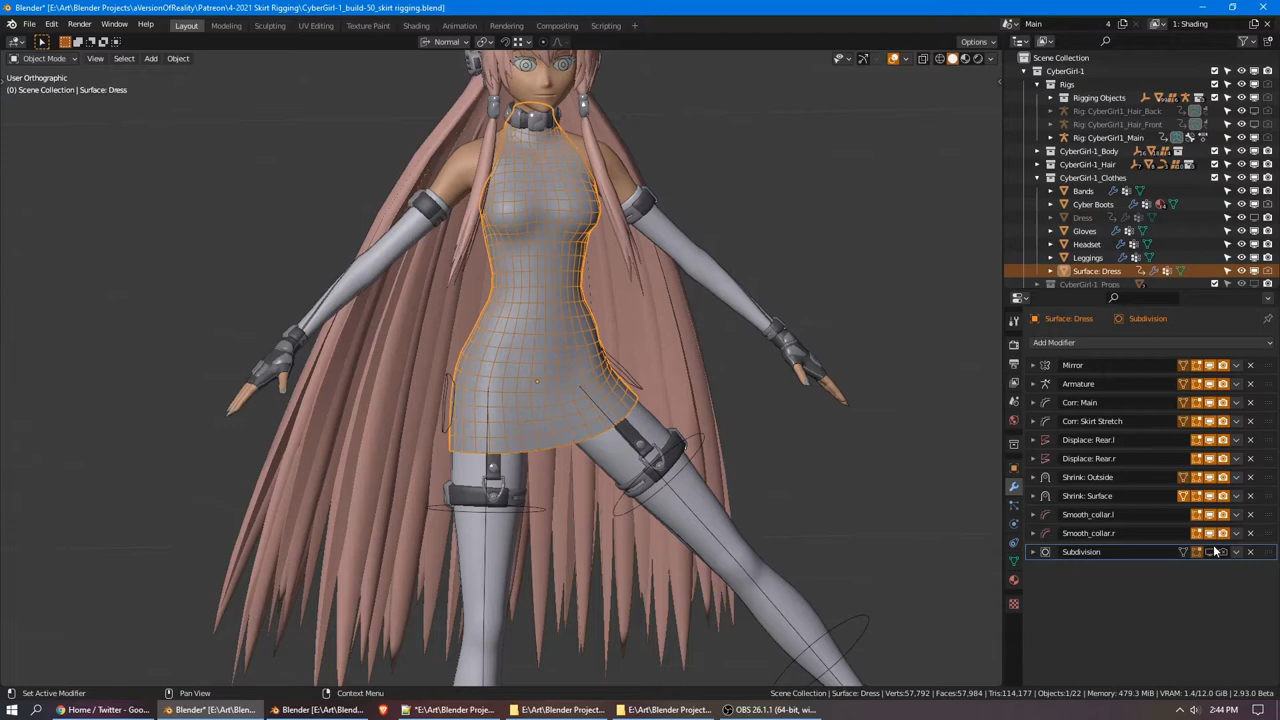 Blender* [E:\Art\Blender Projects\aVersionOfReality\Patreon\4-2021 Skirt Rigging\CyberGirl-1_build-50_skirt rigging.blend]
File Edit Render Window Help Layout Modeling Sculpting UV Editing Texture Paint Shading Animation Rendering Compositing Scripting Main 4 1: Shading
Normal Options
Object Mode View Select Add Object
User Orthographic
(0) Scene Collection | Surface: Dress
Scene Collection
CyberGirl-1
Rigs
Rigging Objects
Rig: CyberGirl1_Hair_Back
Rig: CyberGirl1_Hair_Front
Rig: CyberGirl1_Main
CyberGirl-1_Body
CyberGirl-1_Hair
CyberGirl-1_Clothes
Bands
Cyber Boots
Dress
Gloves
Headset
Leggings
Surface: Dress
CyberGirl-1_Props
Surface: Dress Subdivision
Add Modifier
Mirror
Armature
Corr: Main
Corr: Skirt Stretch
Displace: Rear.l
Displace: Rear.r
Shrink: Outside
Shrink: Surface
Smooth_collar.l
Smooth_collar.r
Subdivision
Set Active Modifier Pan View Context Menu Scene Collection | Surface: Dress | Verts:57,792 | Faces:57,984 | Tris:114,177 | Objects:1/22 | Memory: 479.3 MiB | VRAM: 1.4/12.0 GiB | 2.93.0 Beta
Home / Twitter - Goo... Blender* [E:\Art\Blen... Blender [E:\Art\Blen... *E:\Art\Blender Proje... E:\Art\Blender Project... E:\Art\Blender Project... OBS 26.1.1 (64-bit, w... 2:44 PM